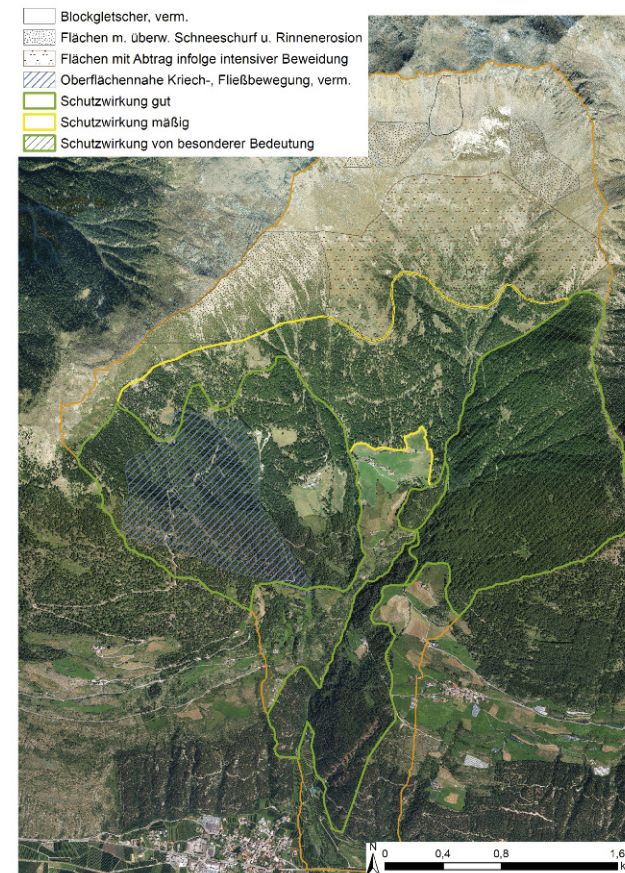 Blockgletscher, verm.
Flächen m. überw. Schneeschurf u. Rinnenerosion
Flächen mit Abtrag infolge intensiver Beweidung
Oberflächennahe Kriech-, Fließbewegung, verm.
Schutzwirkung gut
Schutzwirkung mäßig
Schutzwirkung von besonderer Bedeutung
N
0 0,4 0,8 1,6
k